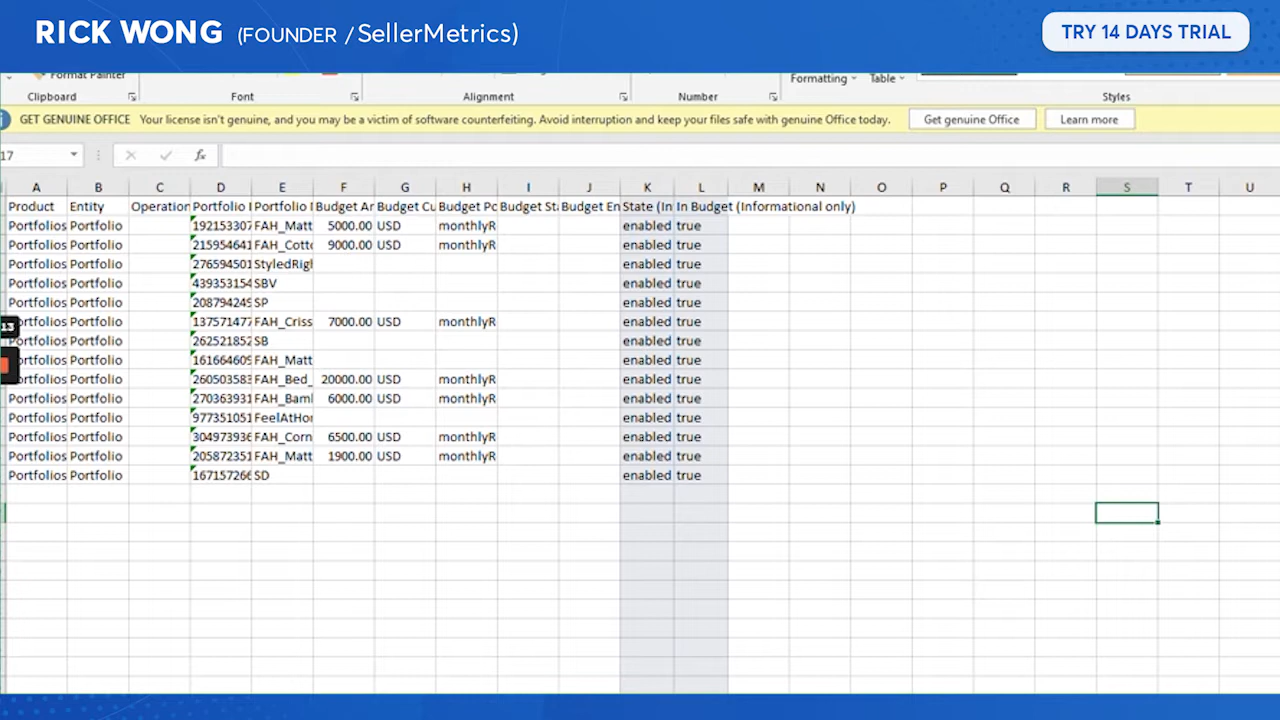 RICK WONG (FOUNDER / SellerMetrics)
TRY 14 DAYS TRIAL
Format Painter
Formatting Table
Clipboard Font Alignment Number Styles
GET GENUINE OFFICE Your license isn't genuine, and you may be a victim of software counterfeiting. Avoid interruption and keep your files safe with genuine Office today. Get genuine Office Learn more
17 fx
A B C D E F G H I J K L M N O P Q R S T U
Product Entity Operation Portfolio I Portfolio I Budget Ar Budget Cu Budget Po Budget Sta Budget En State (In In Budget (Informational only)
Portfolios Portfolio 192153307 FAH_Matt 5000.00 USD monthlyR enabled true
Portfolios Portfolio 215954641 FAH_Cotto 9000.00 USD monthlyR enabled true
Portfolios Portfolio 276594501 StyledRigh enabled true
Portfolios Portfolio 439353154 SBV enabled true
Portfolios Portfolio 208794249 SP enabled true
13
Portfolios Portfolio 137571477 FAH_Criss 7000.00 USD monthlyR enabled true
Portfolios Portfolio 262521852 SB enabled true
Portfolios Portfolio 161664609 FAH_Matt enabled true
Portfolios Portfolio 260503583 FAH_Bed_ 20000.00 USD monthlyR enabled true
Portfolios Portfolio 270363931 FAH_Baml 6000.00 USD monthlyR enabled true
Portfolios Portfolio 977351051 FeelAtHor enabled true
Portfolios Portfolio 304973936 FAH_Corn 6500.00 USD monthlyR enabled true
Portfolios Portfolio 205872351 FAH_Matt 1900.00 USD monthlyR enabled true
Portfolios Portfolio 167157266 SD enabled true